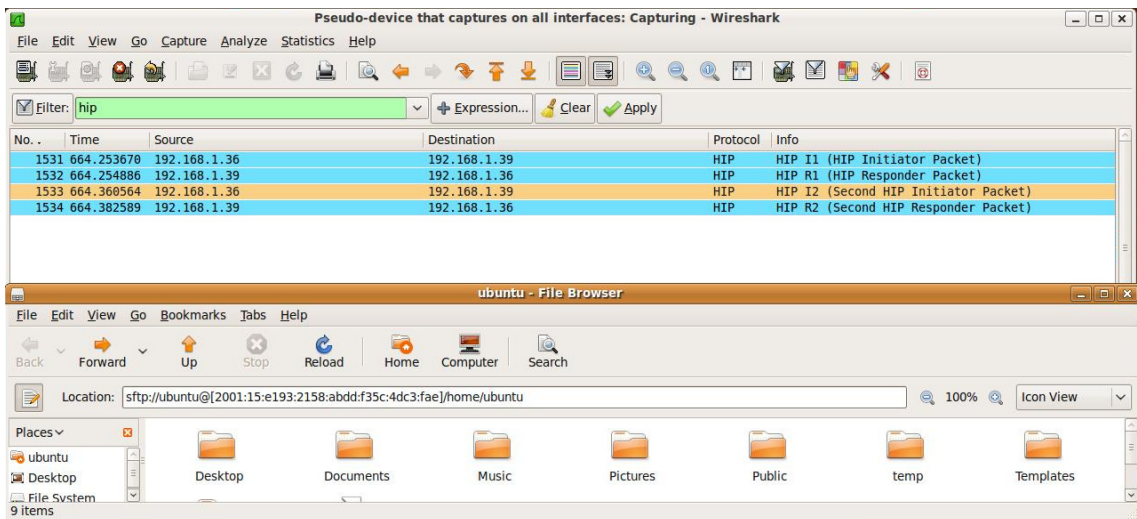 Pseudo-device that captures on all interfaces: Capturing - Wireshark
File Edit View Go Capture Analyze Statistics Help
Filter: hip Expression... Clear Apply
No. . Time Source Destination Protocol Info
1531 664.253670 192.168.1.36 192.168.1.39 HIP HIP I1 (HIP Initiator Packet)
1532 664.254886 192.168.1.36 192.168.1.39 HIP HIP R1 (HIP Responder Packet)
1533 664.360564 192.168.1.36 192.168.1.39 HIP HIP I2 (Second HIP Initiator Packet)
1534 664.382589 192.168.1.39 192.168.1.36 HIP HIP R2 (Second HIP Responder Packet)
ubuntu - File Browser
File Edit View Go Bookmarks Tabs Help
Back Forward Up Stop Reload Home Computer Search
Location: sftp://ubuntu@[2001:15:e193:2158:abdd:f35c:4dc3:fae]/home/ubuntu 100% Icon View
Places
ubuntu
Desktop
File System
Desktop Documents Music Pictures Public temp Templates
9 items